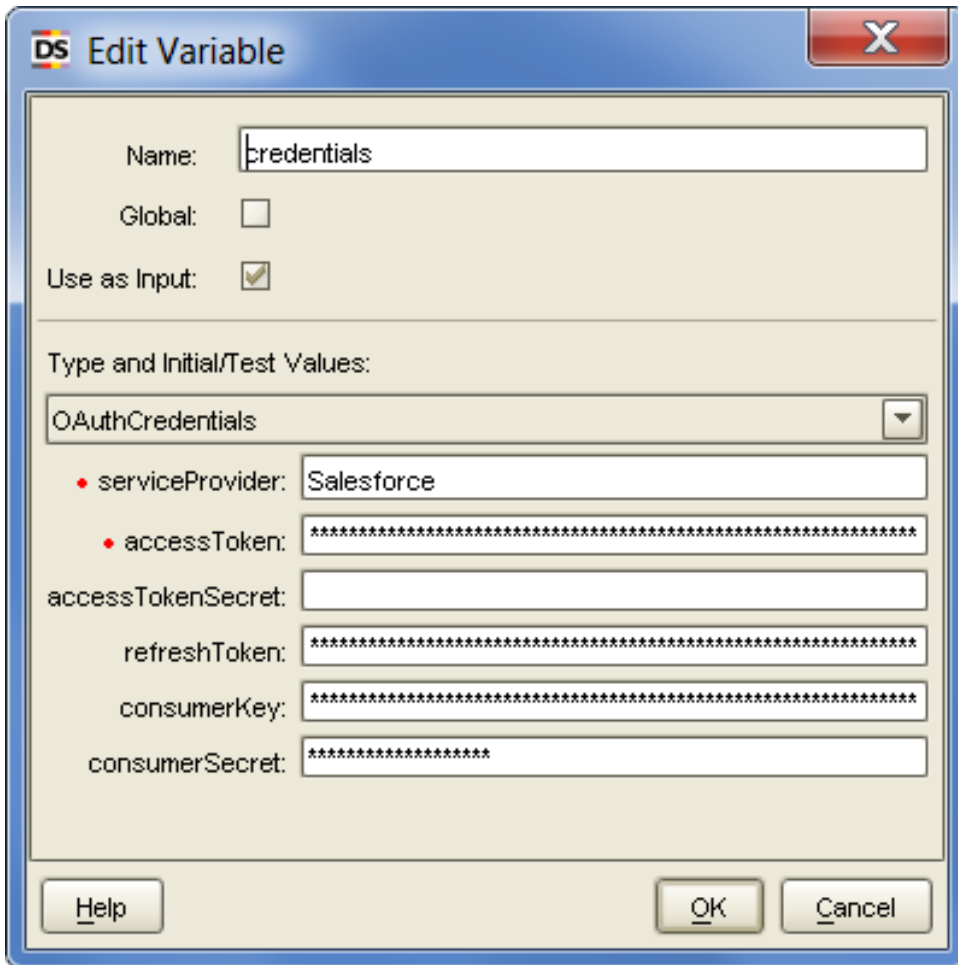 DS Edit Variable
Name: credentials
Global:
Use as Input:
Type and Initial/Test Values:
OAuthCredentials
serviceProvider: Salesforce
accessToken: ***************************************************************
accessTokenSecret:
refreshToken: ***************************************************************
consumerKey: ***************************************************************
consumerSecret: *******************
Help OK Cancel